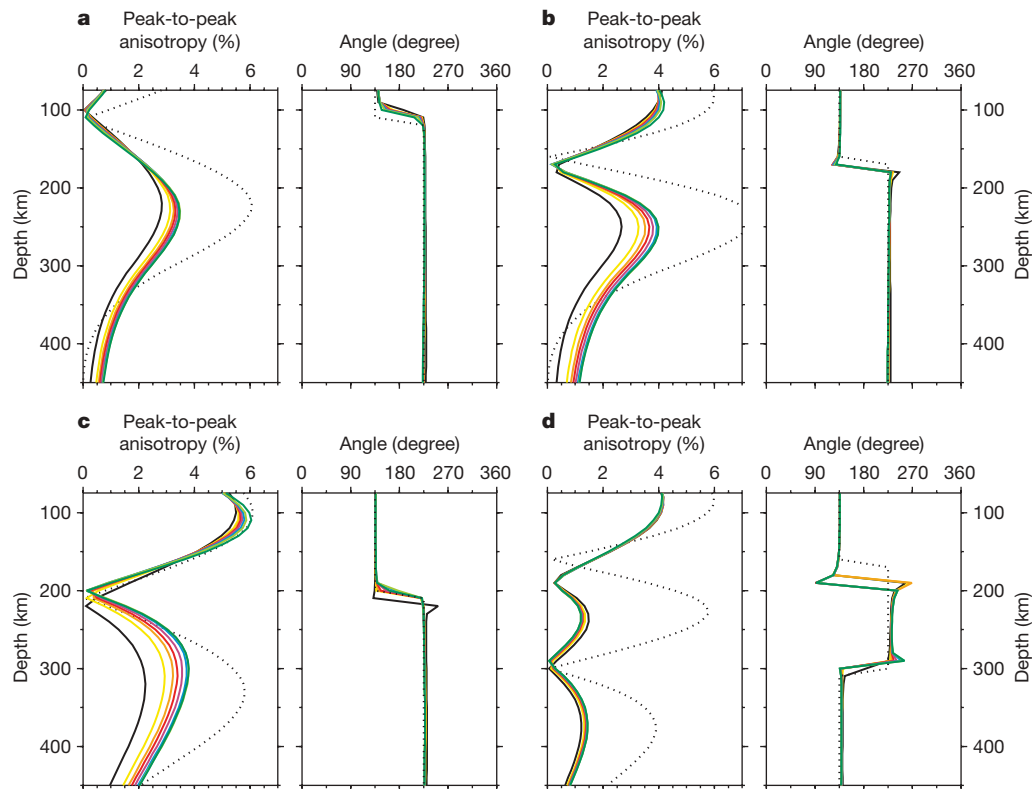 a Peak-to-peak anisotropy (%) Angle (degree)
0 2 4 6 0 90 180 270 360
b Peak-to-peak anisotropy (%) Angle (degree)
0 2 4 6 0 90 180 270 360
Depth (km)
100
200
300
400
Depth (km)
100
200
300
400
c Peak-to-peak anisotropy (%) Angle (degree)
0 2 4 6 0 90 180 270 360
d Peak-to-peak anisotropy (%) Angle (degree)
0 2 4 6 0 90 180 270 360
Depth (km)
100
200
300
400
Depth (km)
100
200
300
400